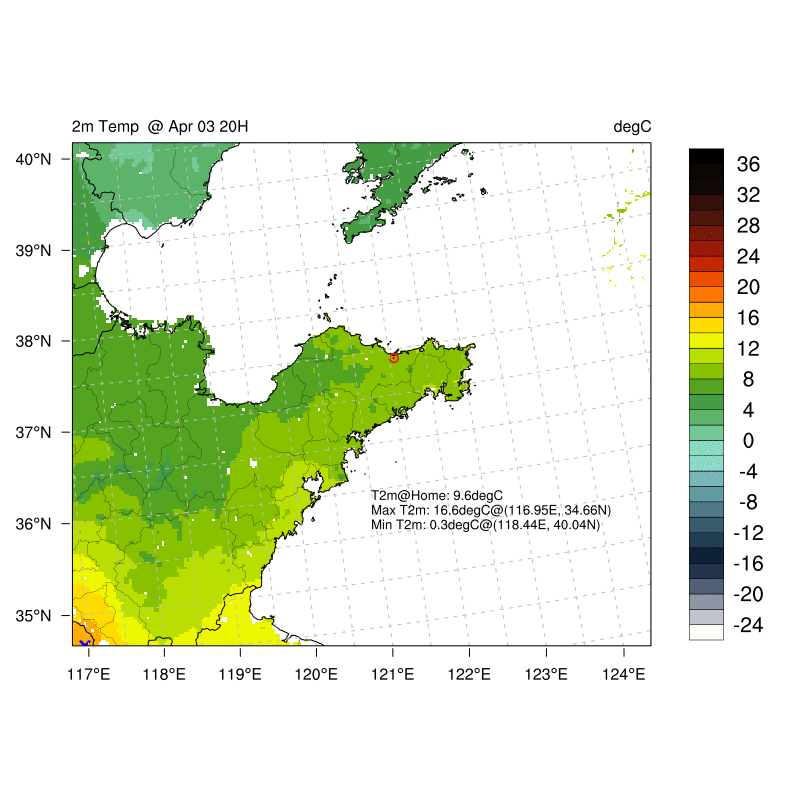 2m Temp @ Apr 03 20H
degC
40°N
39°N
38°N
37°N
36°N
35°N
117°E
118°E
119°E
120°E
121°E
122°E
123°E
124°E
T2m@Home: 9.6degC
Max T2m: 16.6degC@(116.95E, 34.66N)
Min T2m: 0.3degC@(118.44E, 40.04N)
36
32
28
24
20
16
12
8
4
0
-4
-8
-12
-16
-20
-24